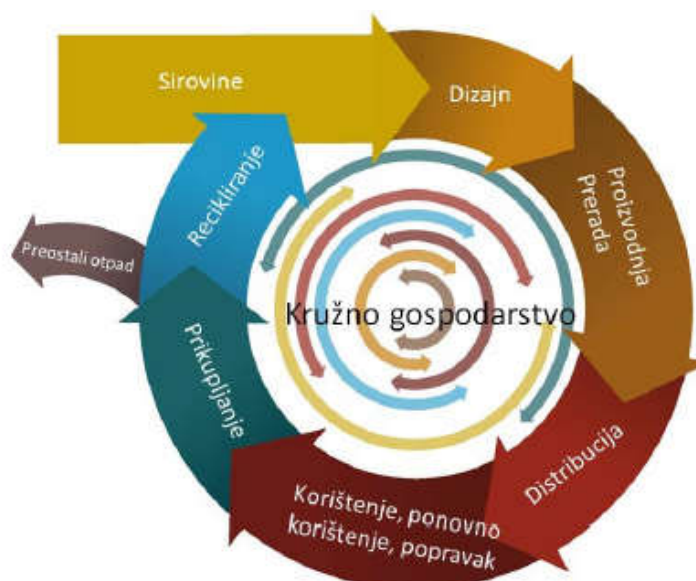 Sirovine
Dizajn
Proizvodnja
Prerada
Distribucija
Korištenje, ponovno
korištenje, popravak
Prikupljanje
Recikliranje
Preostali otpad
Kružno gospodarstvo